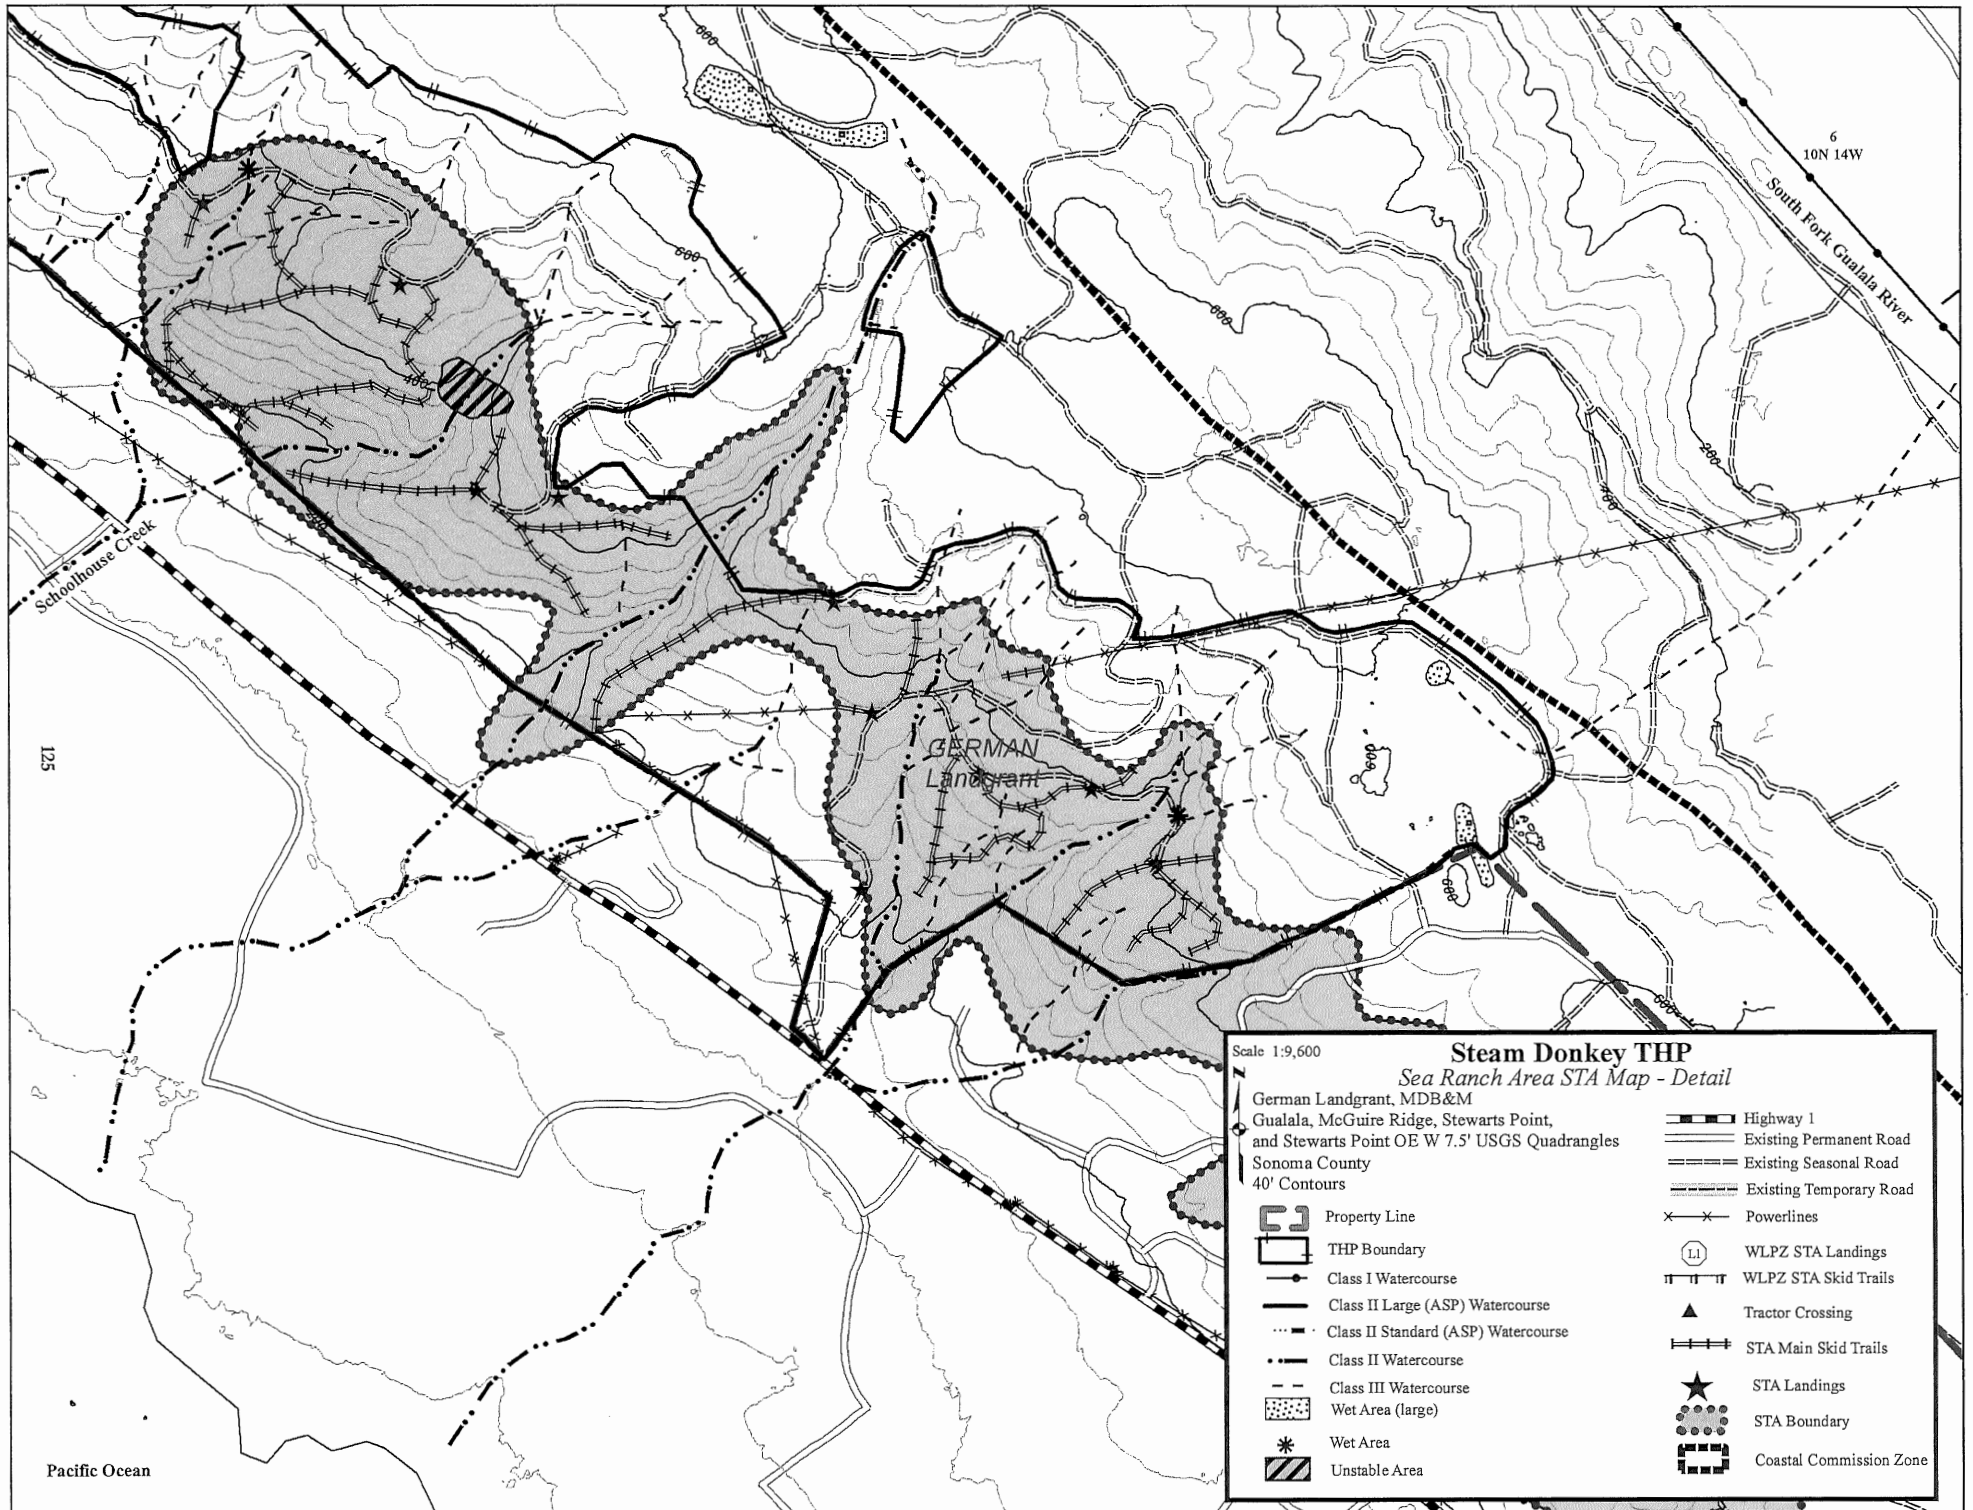 600
6
10N 14W
South Fork Gualala River
600
600
400
200
400
Schoolhouse Creek
125
GERMAN
Landgrant
600
600
600
Scale 1:9,600
Steam Donkey THP
Sea Ranch Area STA Map - Detail
N
German Landgrant, MDB&M
Gualala, McGuire Ridge, Stewarts Point,
and Stewarts Point OE W 7.5' USGS Quadrangles
Sonoma County
40' Contours
Property Line
THP Boundary
Class I Watercourse
Class II Large (ASP) Watercourse
Class II Standard (ASP) Watercourse
Class II Watercourse
Class III Watercourse
Wet Area (large)
Wet Area
Unstable Area
Highway 1
Existing Permanent Road
Existing Seasonal Road
Existing Temporary Road
Powerlines
L1
WLPZ STA Landings
WLPZ STA Skid Trails
Tractor Crossing
STA Main Skid Trails
STA Landings
STA Boundary
Coastal Commission Zone
Pacific Ocean